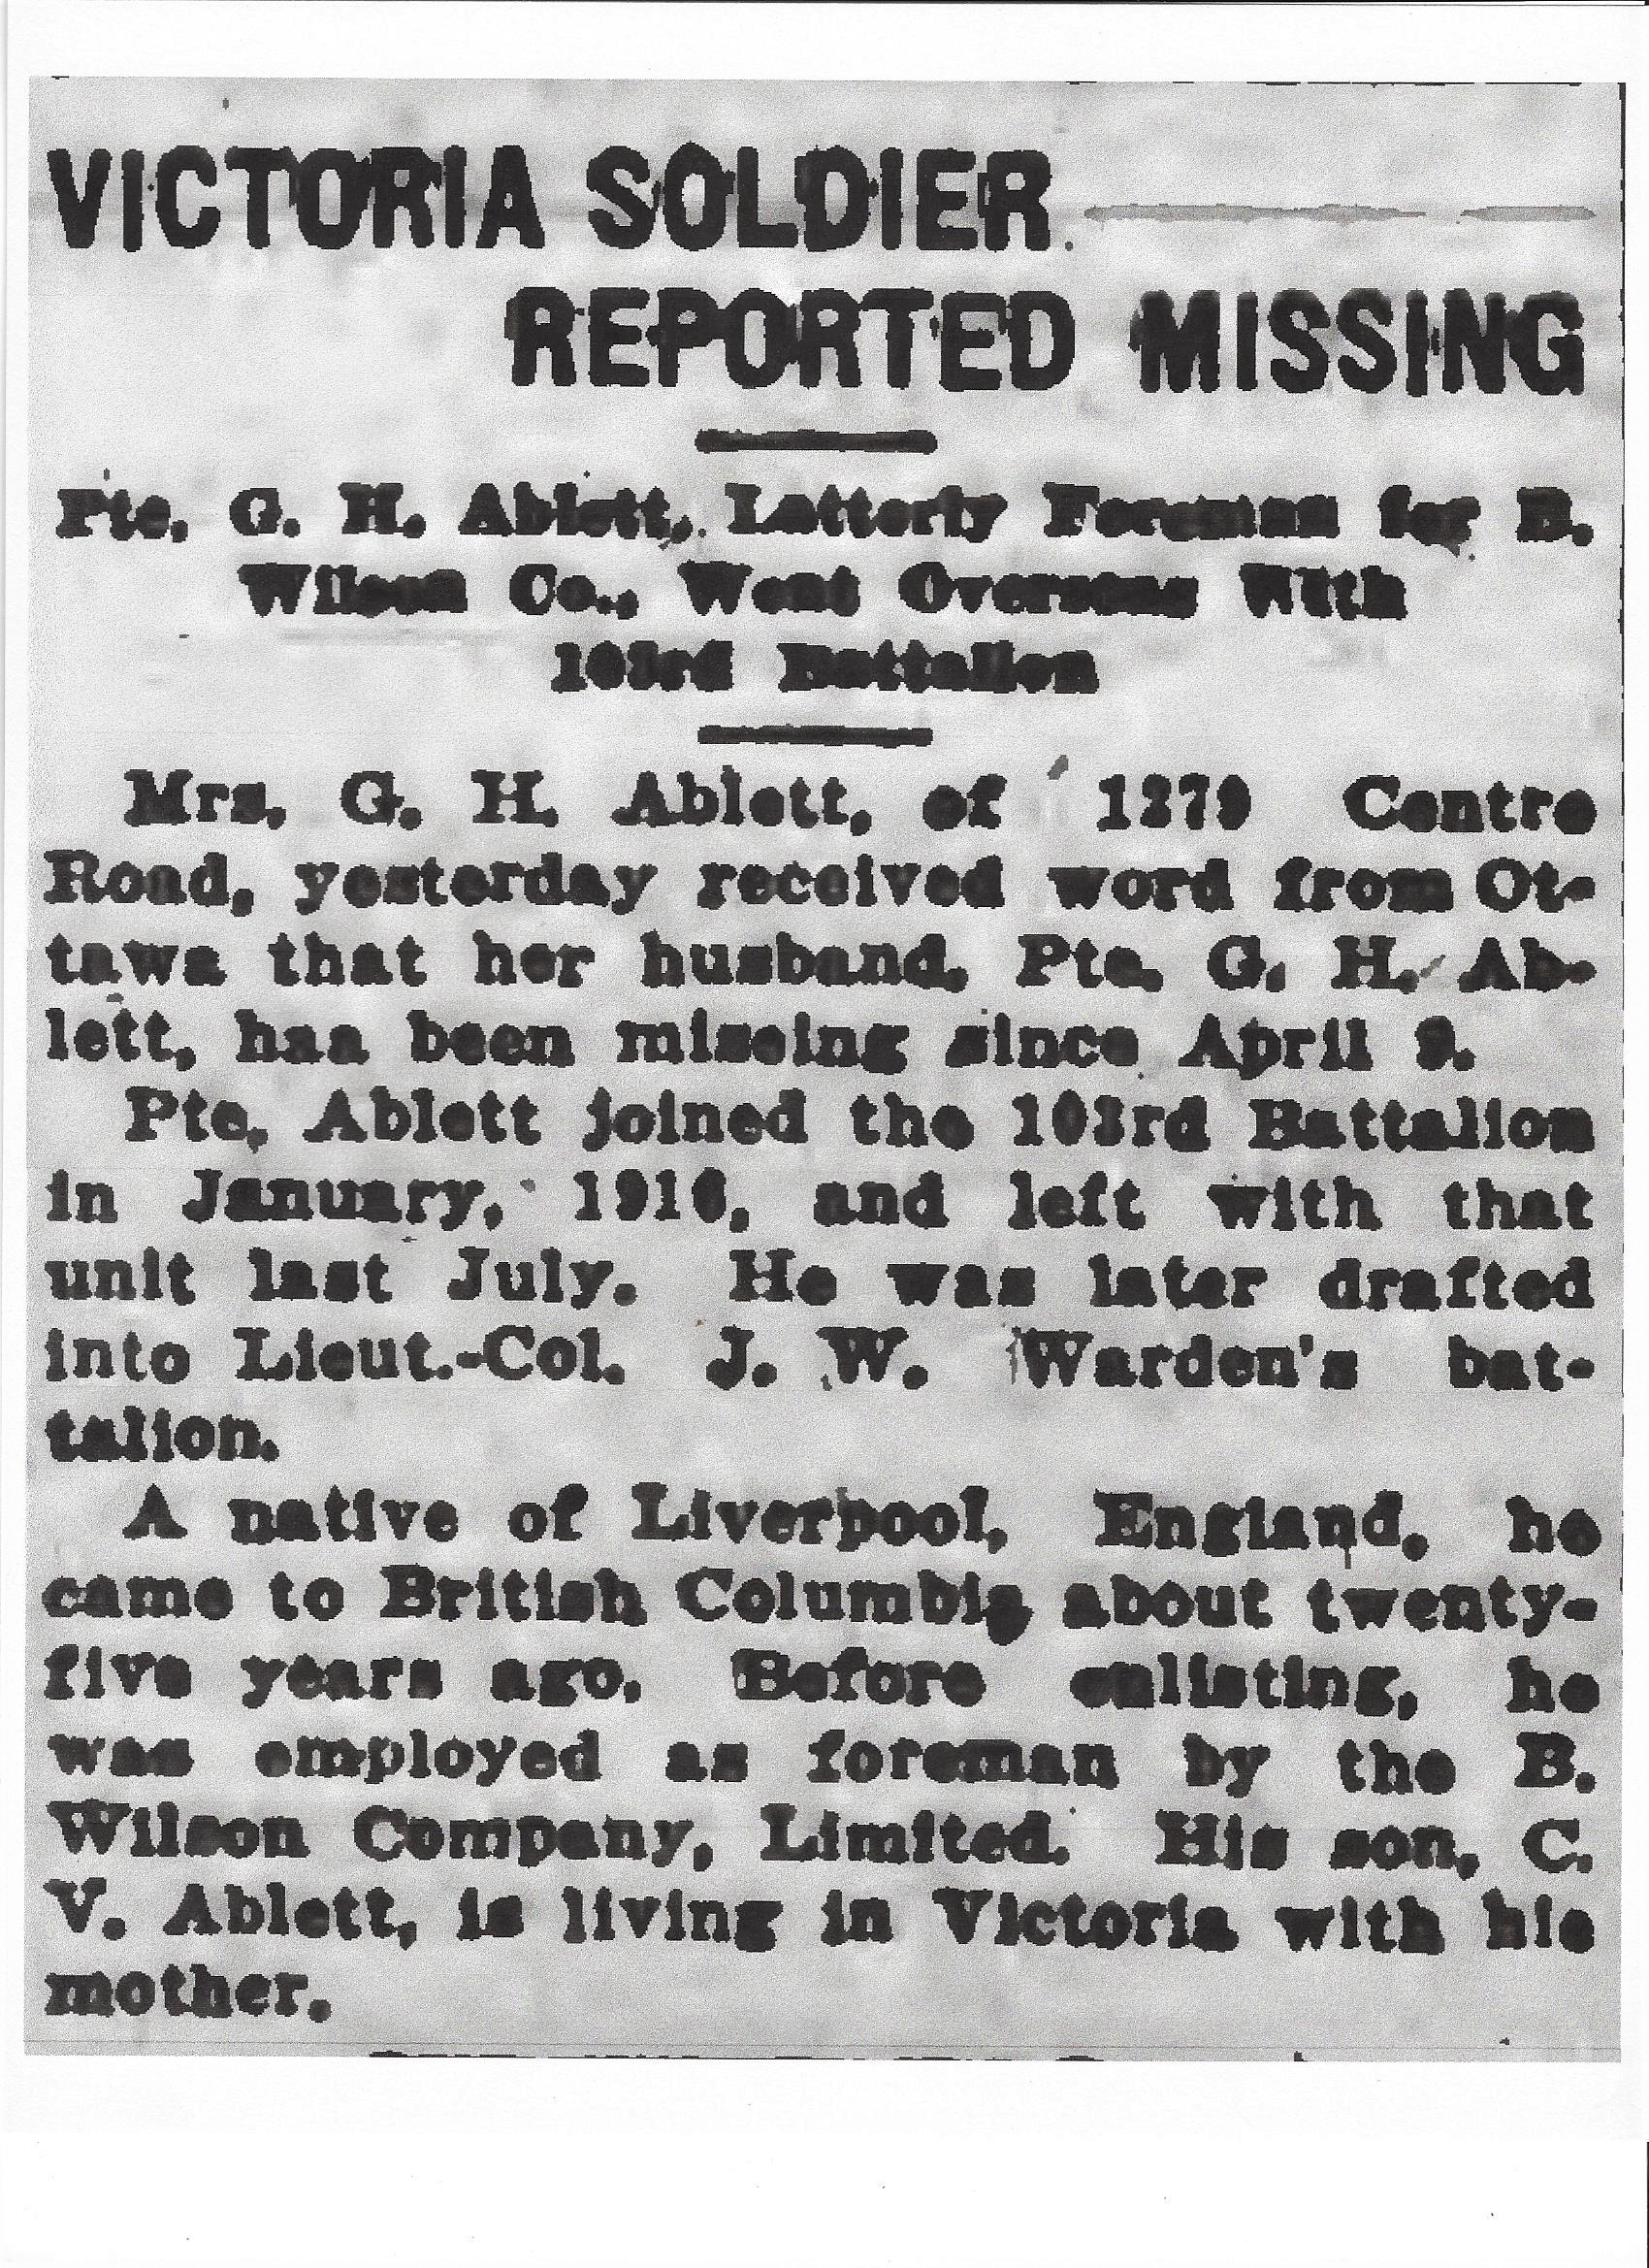 VICTORIA SOLDIER
REPORTED MISSING
Pte. G. H. Ablett, Latterly Foreman for B.
Wilson Co., Went Overseas With
103rd Battalion
Mrs. G. H. Ablett, of Centre
Road, yesterday received word from Ot-
tawa that her husband, Pte. G. H. Ab-
lett, has been missing since April 9.
Pte. Ablett joined the 103rd Battalion
in January, 1916, and left with that
unit last July. He was later drafted
into Lieut.-Col. J. W. Warden's bat-
talion.
A native of Liverpool, England, he
came to British Columbia about twenty-
five years ago. Before enlisting, he
was employed as foreman by the B.
Wilson Company, Limited. His son, C.
V. Ablett, is living in Victoria with his
mother.